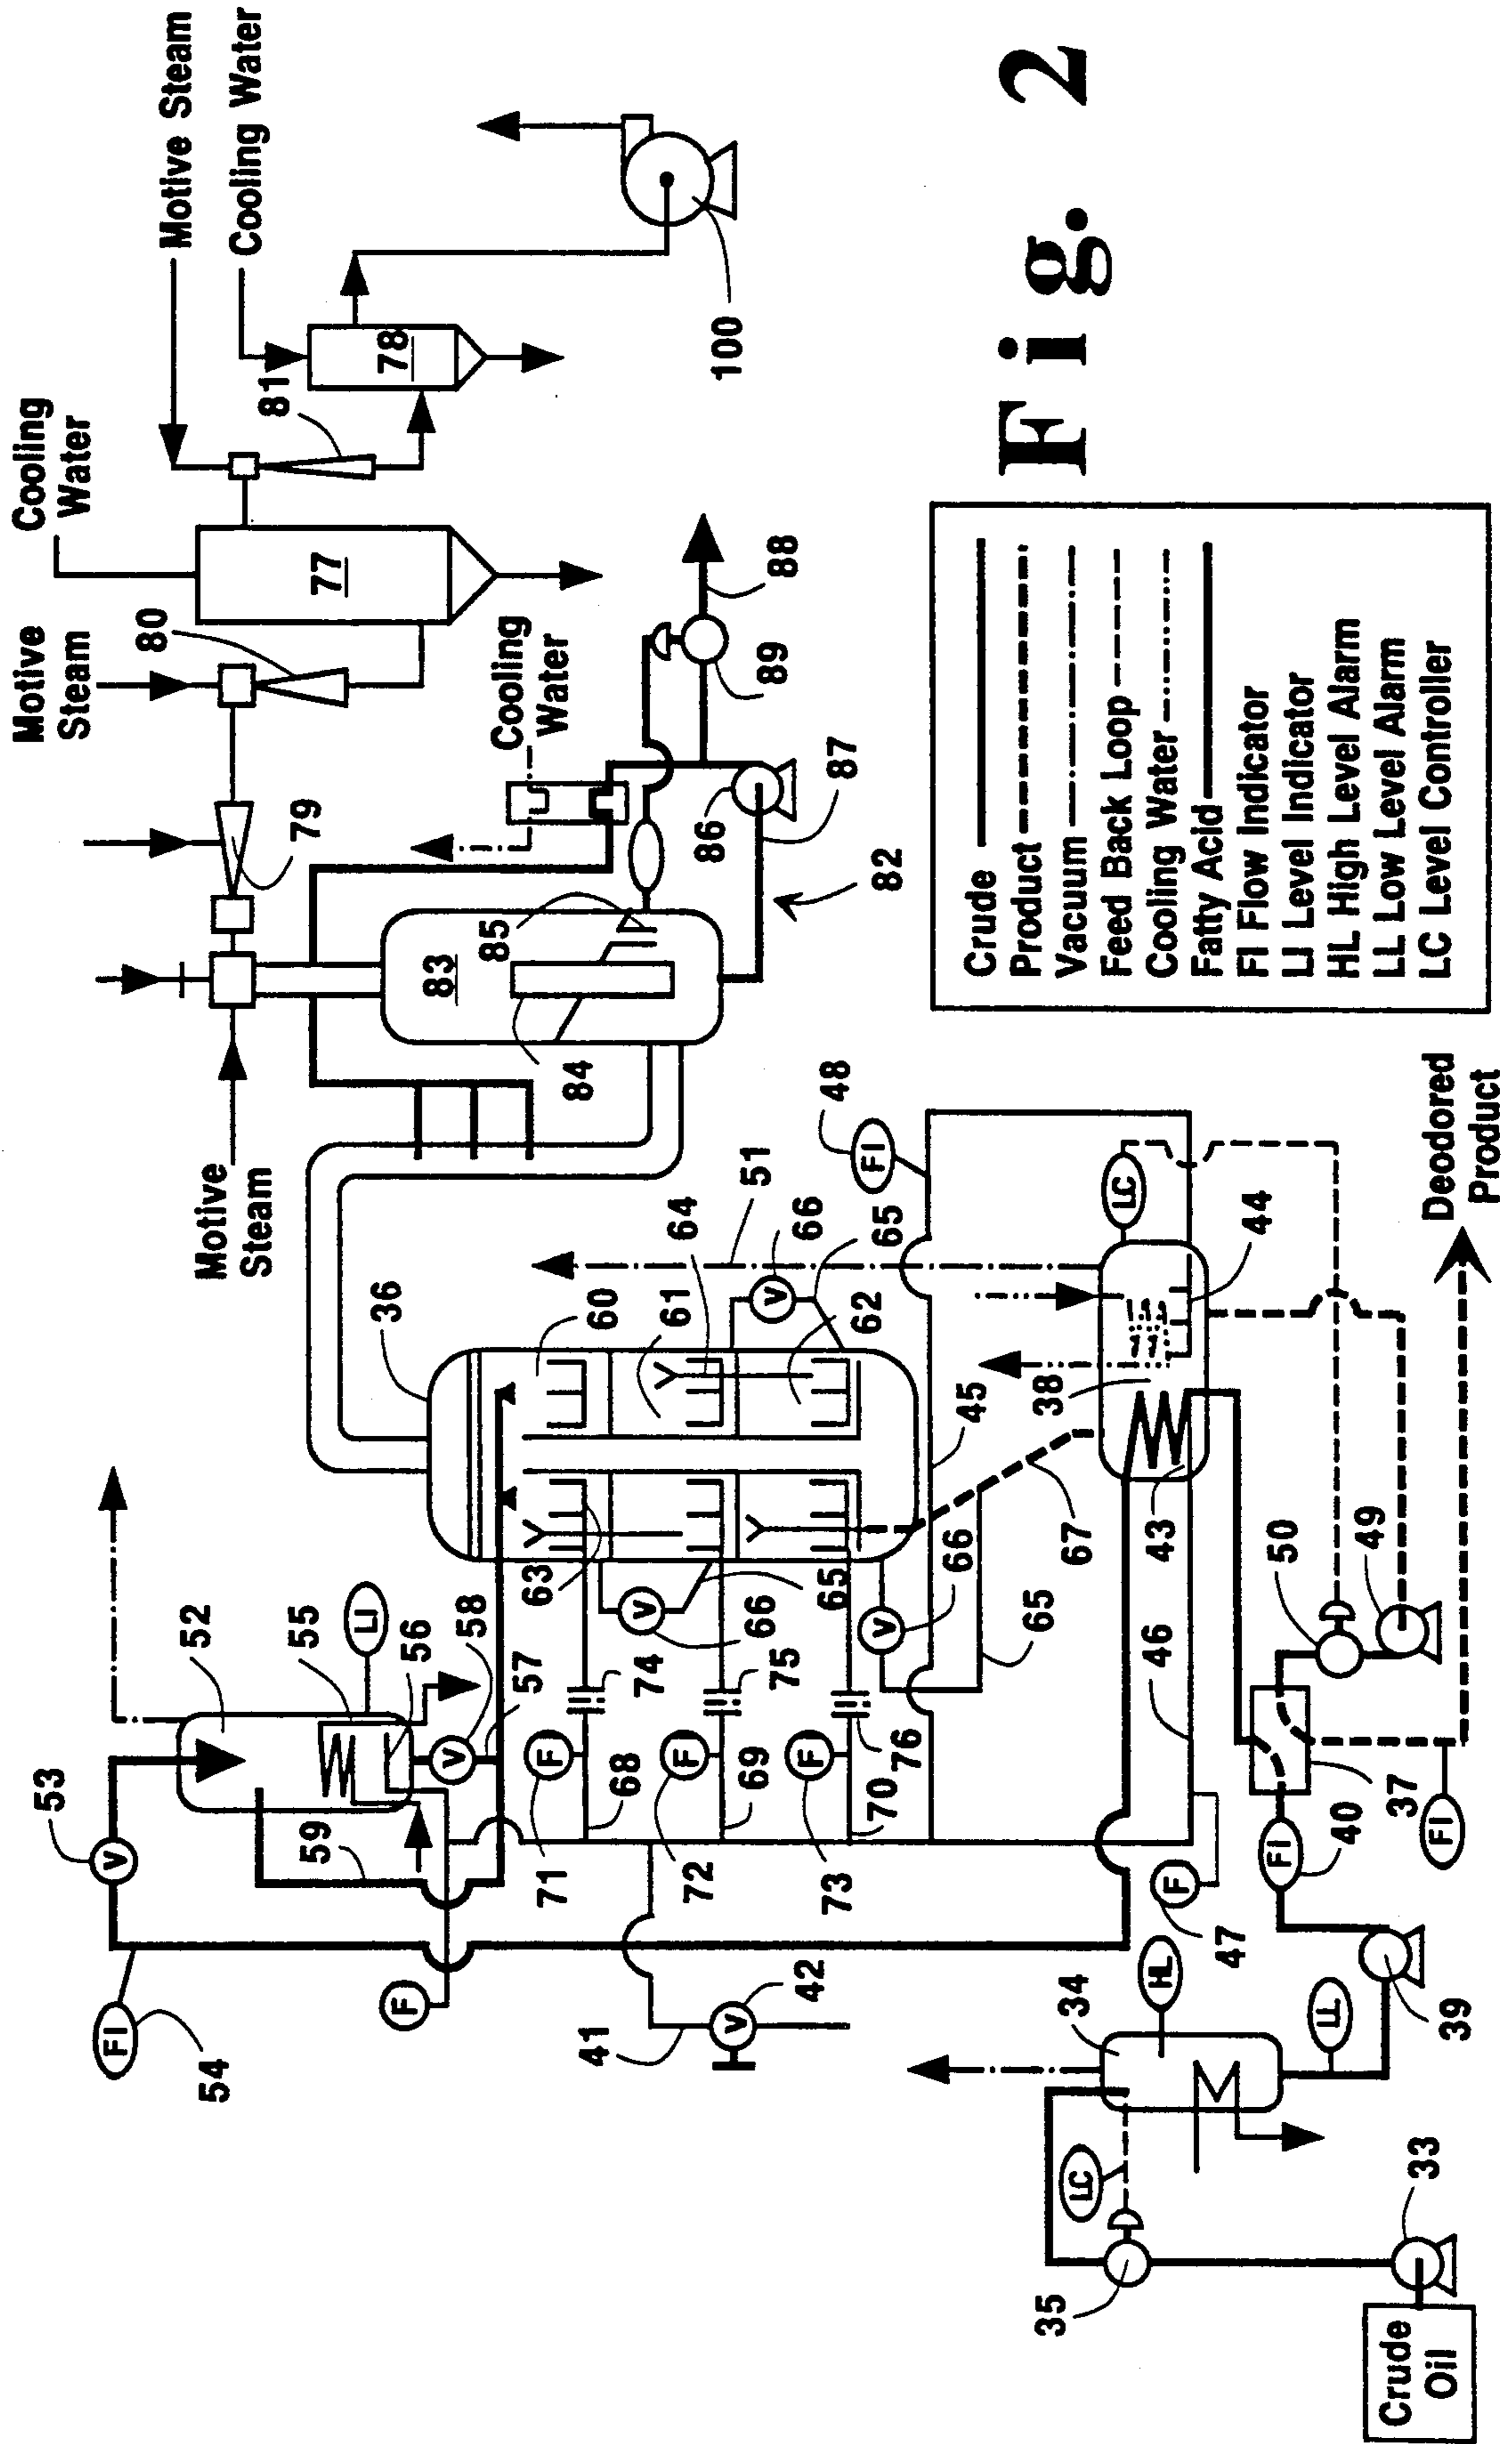 Motive Steam
Cooling Water
Cooling
Water
Motive
Steam
80
81
77
78
79
100
Motive
Steam
83
84
85
Cooling
Water
86
87
88
89
82
53
FI
54
52
LI
55
56
58
57
59
F
36
60
61
62
63
64
65
66
V
51
48
FI
45
67
65
66
V
65
66
V
F
71
68
74
F
72
69
75
F
73
70
76
41
42
V
V
V
46
F
47
38
43
44
LC
50
49
37
FI
FI
40
39
34
HL
LL
LC
35
33
Crude
Oil
Deodored
Product
Crude
Product
Vacuum
Feed Back Loop
Cooling Water
Fatty Acid
FI Flow Indicator
LI Level Indicator
HL High Level Alarm
LL Low Level Alarm
LC Level Controller
Fig. 2